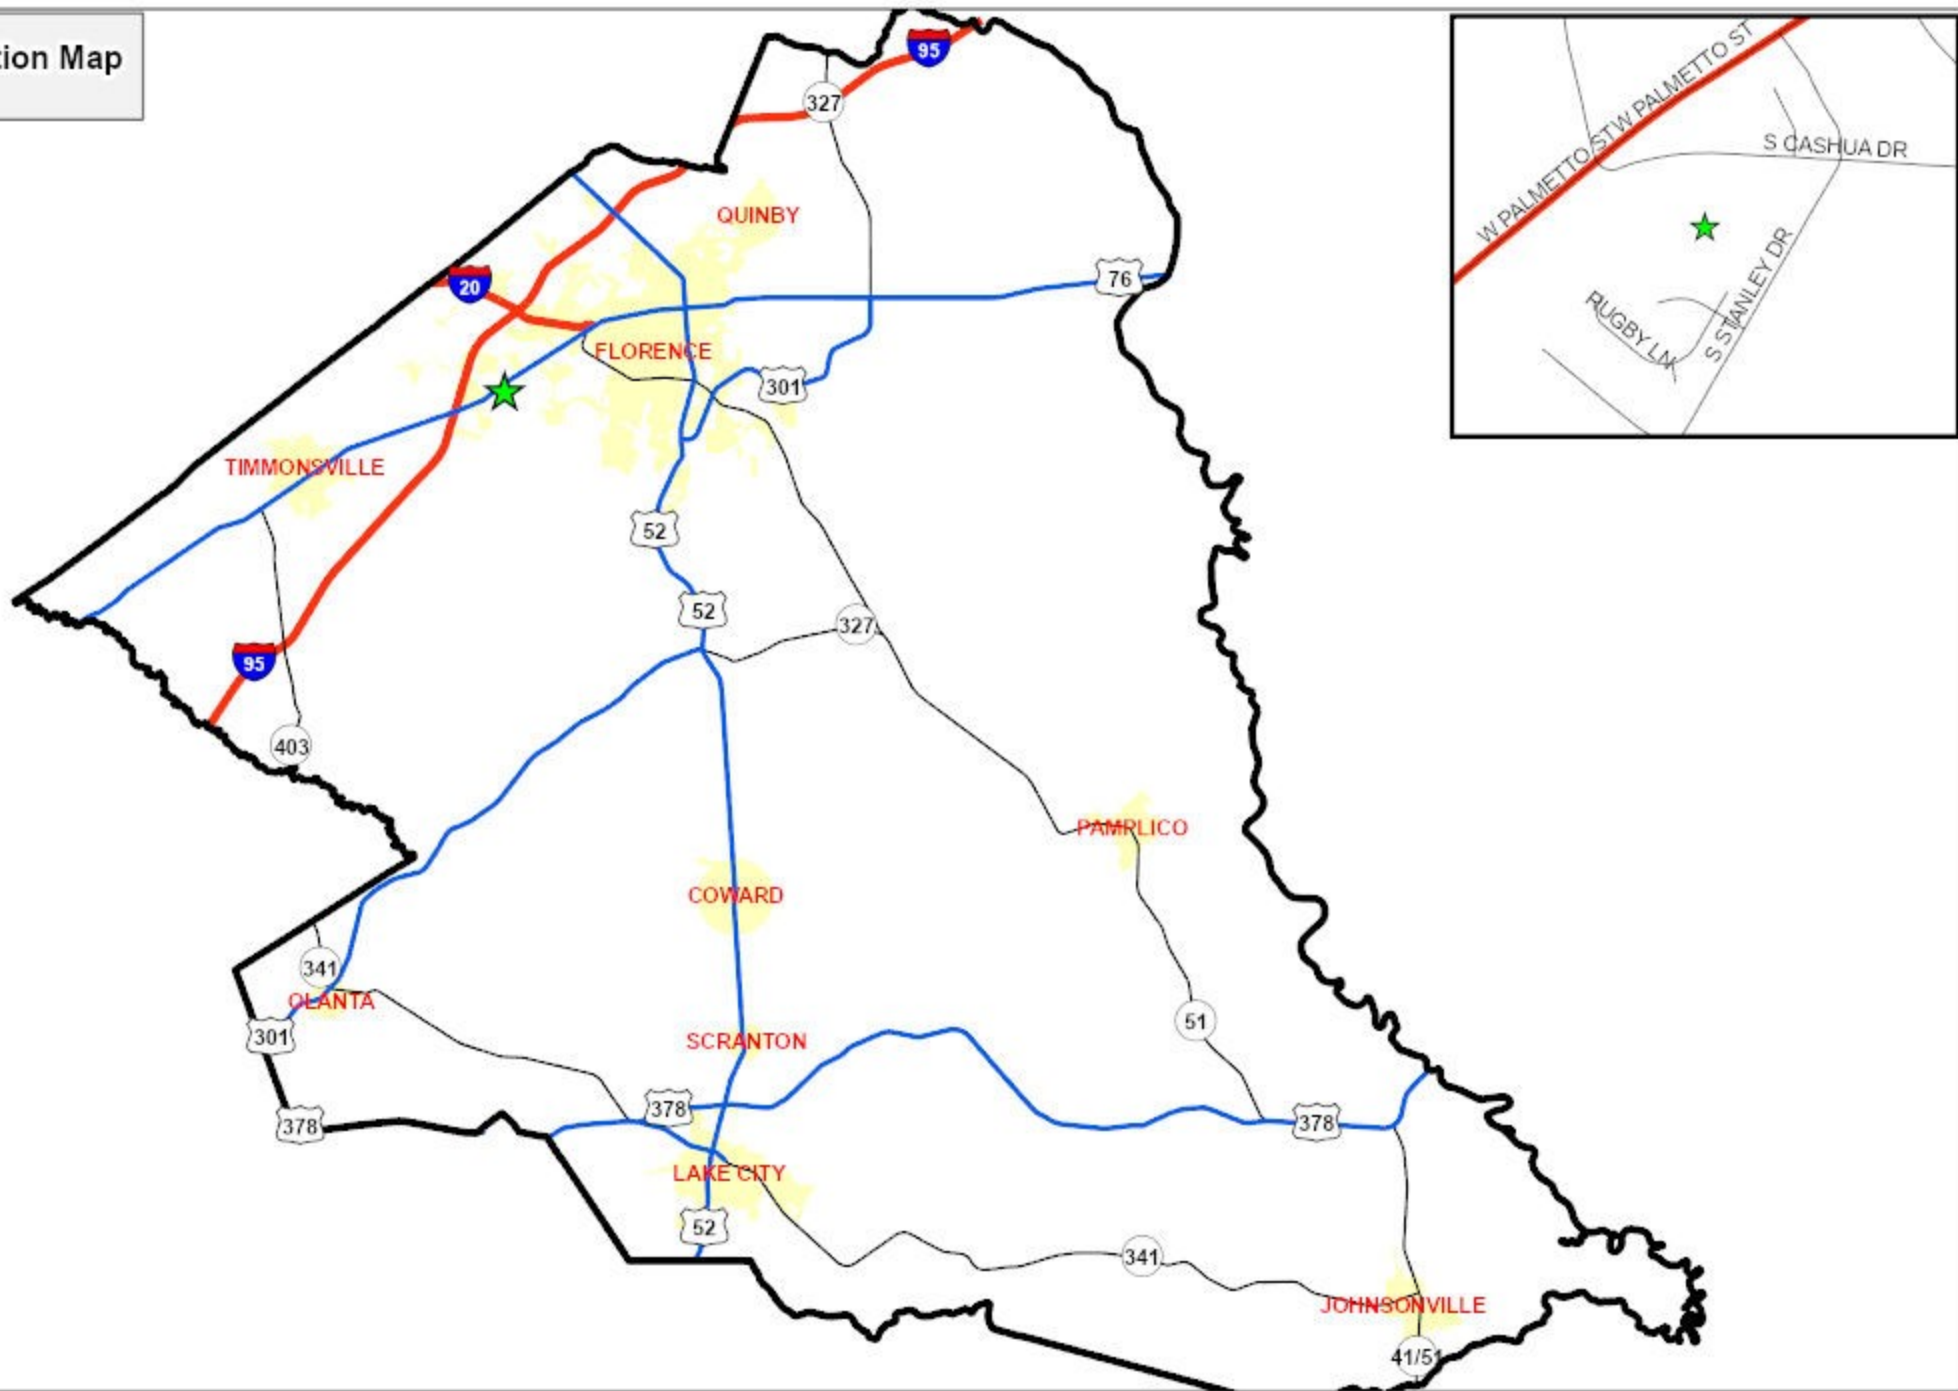 tion Map
95
327
W PALMETTO ST
W PALMETTO ST
S CASHUA DR
QUINBY
20
76
FLORENCE
301
S STANLEY DR
RUGBY LN
TIMMONSVILLE
52
52
327
95
403
PAMPLICO
COWARD
341
OLANTA
301
51
SCRANTON
378
378
378
LAKE CITY
52
341
JOHNSONVILLE
41/51